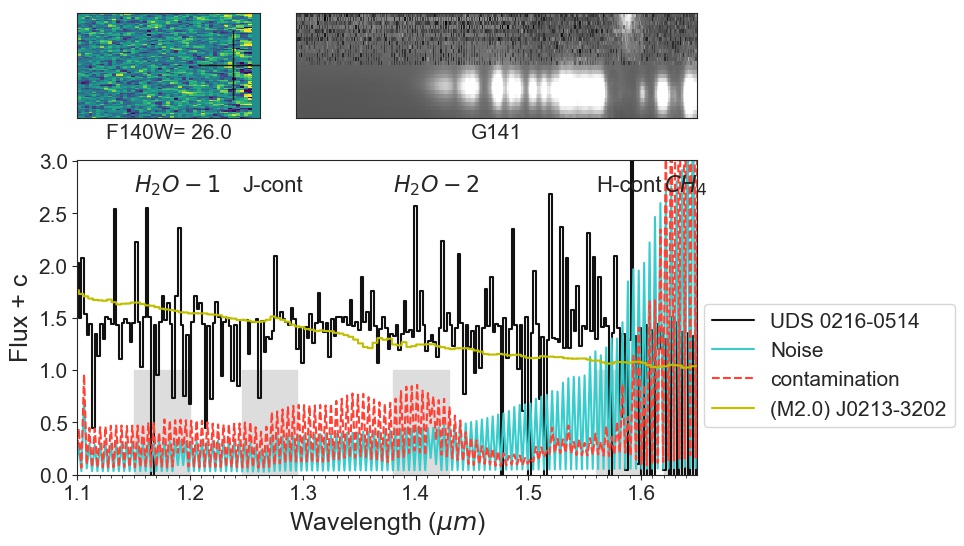 F140W= 26.0
G141
H₂O − 1
J-cont
H₂O − 2
H-cont
CH₄
3.0
2.5
2.0
1.5
1.0
0.5
0.0
Flux + c
1.1
1.2
1.3
1.4
1.5
1.6
Wavelength (μm)
UDS 0216-0514
Noise
contamination
(M2.0) J0213-3202